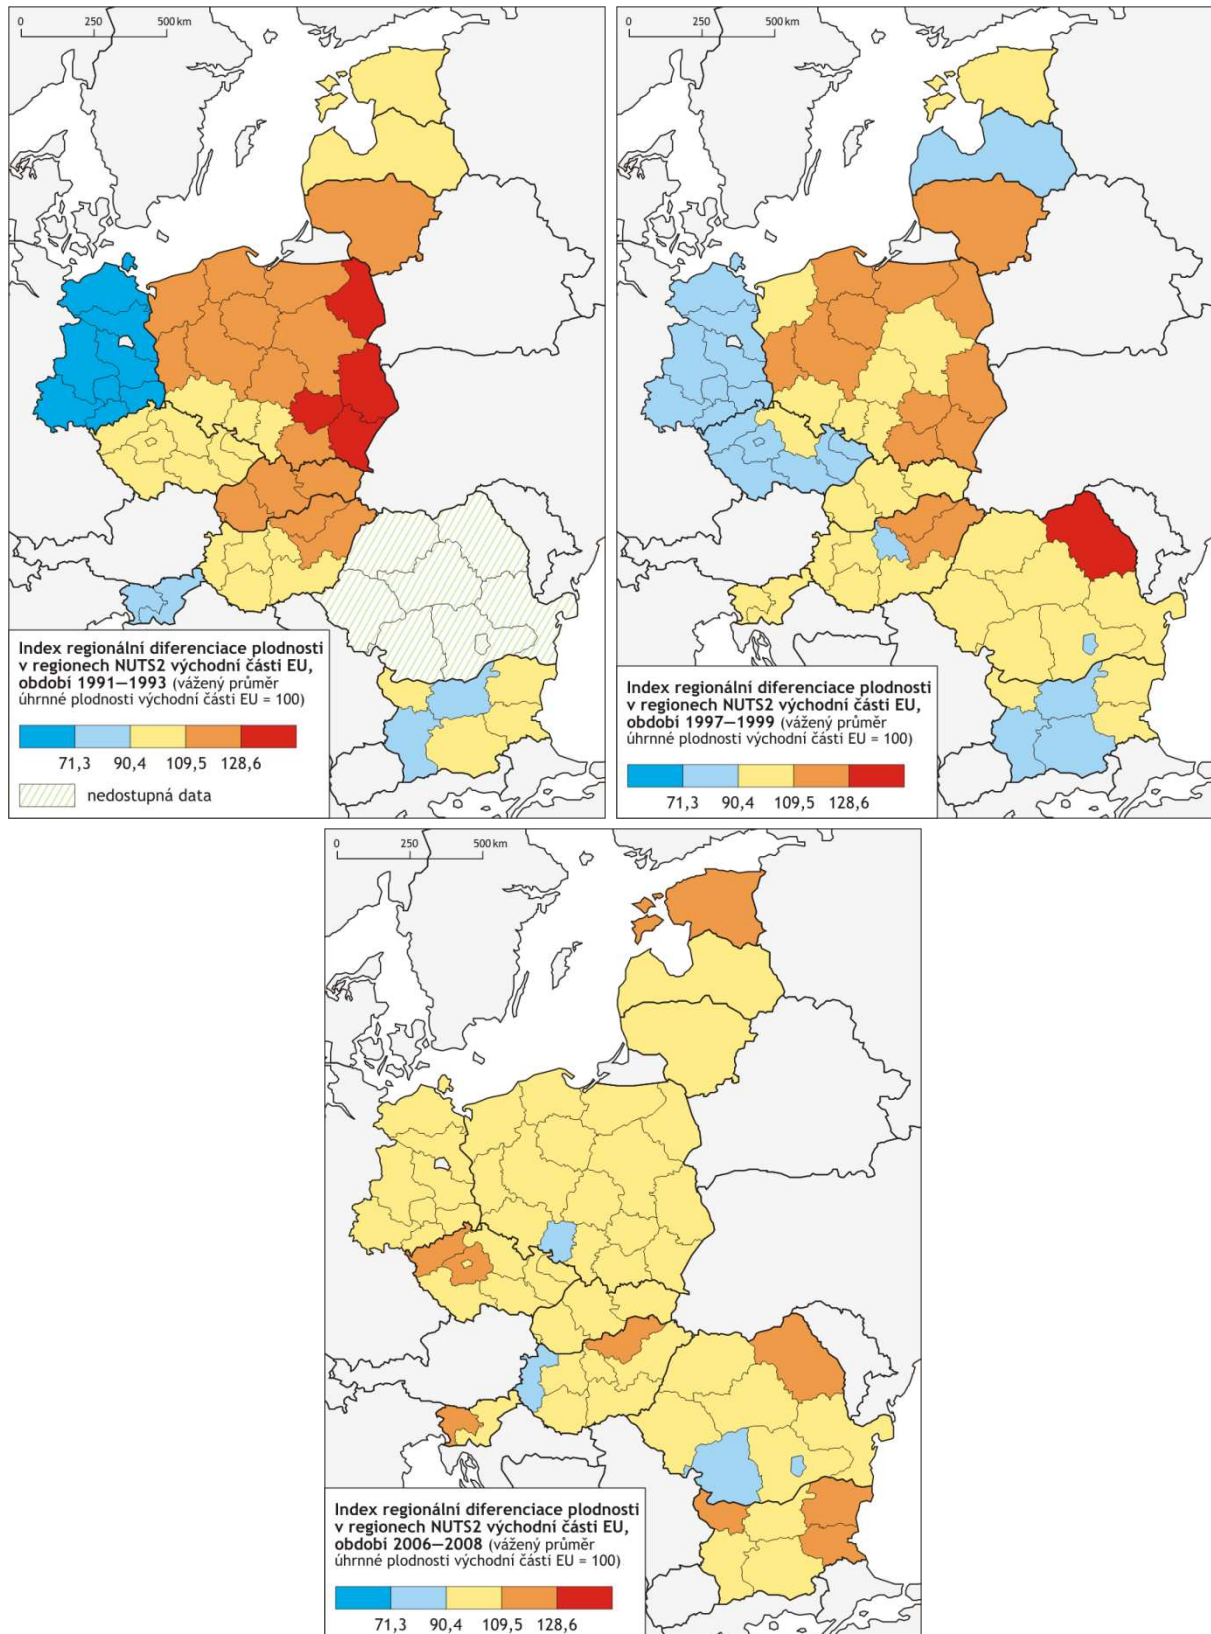 0 250 500 km
Index regionální diferenciace plodnosti
v regionech NUTS2 východní části EU,
období 1991—1993 (vážený průměr
úhrnné plodnosti východní části EU = 100)
71,3 90,4 109,5 128,6
nedostupná data
0 250 500 km
Index regionální diferenciace plodnosti
v regionech NUTS2 východní části EU,
období 1997—1999 (vážený průměr
úhrnné plodnosti východní části EU = 100)
71,3 90,4 109,5 128,6
0 250 500 km
Index regionální diferenciace plodnosti
v regionech NUTS2 východní části EU,
období 2006—2008 (vážený průměr
úhrnné plodnosti východní části EU = 100)
71,3 90,4 109,5 128,6